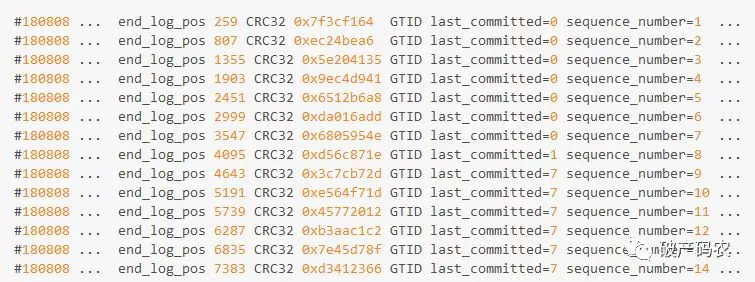 #180808 ... end_log_pos 259 CRC32 0x7f3cf164 GTID last_committed=0 sequence_number=1 ...
#180808 ... end_log_pos 807 CRC32 0xec24bea6 GTID last_committed=0 sequence_number=2 ...
#180808 ... end_log_pos 1355 CRC32 0x5e204135 GTID last_committed=0 sequence_number=3 ...
#180808 ... end_log_pos 1903 CRC32 0x9ec4d941 GTID last_committed=0 sequence_number=4 ...
#180808 ... end_log_pos 2451 CRC32 0x6512b6a8 GTID last_committed=0 sequence_number=5 ...
#180808 ... end_log_pos 2999 CRC32 0xda016add GTID last_committed=0 sequence_number=6 ...
#180808 ... end_log_pos 3547 CRC32 0x6805954e GTID last_committed=0 sequence_number=7 ...
#180808 ... end_log_pos 4095 CRC32 0xd56c871e GTID last_committed=1 sequence_number=8 ...
#180808 ... end_log_pos 4643 CRC32 0x3c7cb72d GTID last_committed=7 sequence_number=9 ...
#180808 ... end_log_pos 5191 CRC32 0xe564f71d GTID last_committed=7 sequence_number=10 ...
#180808 ... end_log_pos 5739 CRC32 0x45772012 GTID last_committed=7 sequence_number=11 ...
#180808 ... end_log_pos 6287 CRC32 0xb3aac1c2 GTID last_committed=7 sequence_number=12 ...
#180808 ... end_log_pos 6835 CRC32 0x7e45d78f GTID last_committed=7 破产码农
#180808 ... end_log_pos 7383 CRC32 0xd3412366 GTID last_committed=7 sequence_number=14 ...